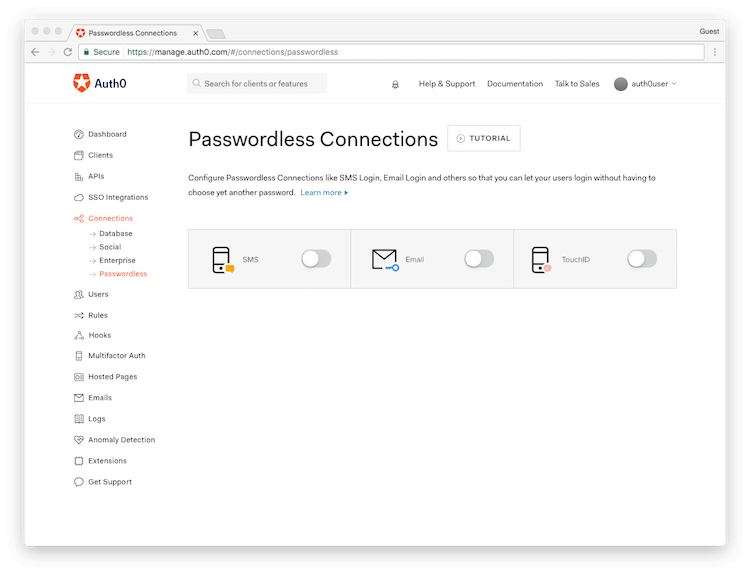 Passwordless Connections
Guest
Secure https://manage.auth0.com/#/connections/passwordless
Auth0
Search for clients or features
Help & Support
Documentation
Talk to Sales
auth0user
Dashboard
Clients
APIs
SSO Integrations
Connections
Database
Social
Enterprise
Passwordless
Users
Rules
Hooks
Multifactor Auth
Hosted Pages
Emails
Logs
Anomaly Detection
Extensions
Get Support
Passwordless Connections
TUTORIAL
Configure Passwordless Connections like SMS Login, Email Login and others so that you can let your users login without having to
choose yet another password. Learn more
SMS
Email
TouchID